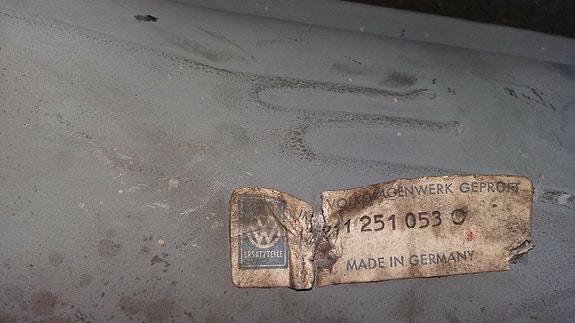 VOLKSWAGENWERK GEPRÜFT
211 251 053 C
MADE IN GERMANY
VW
ERSATZTEILE